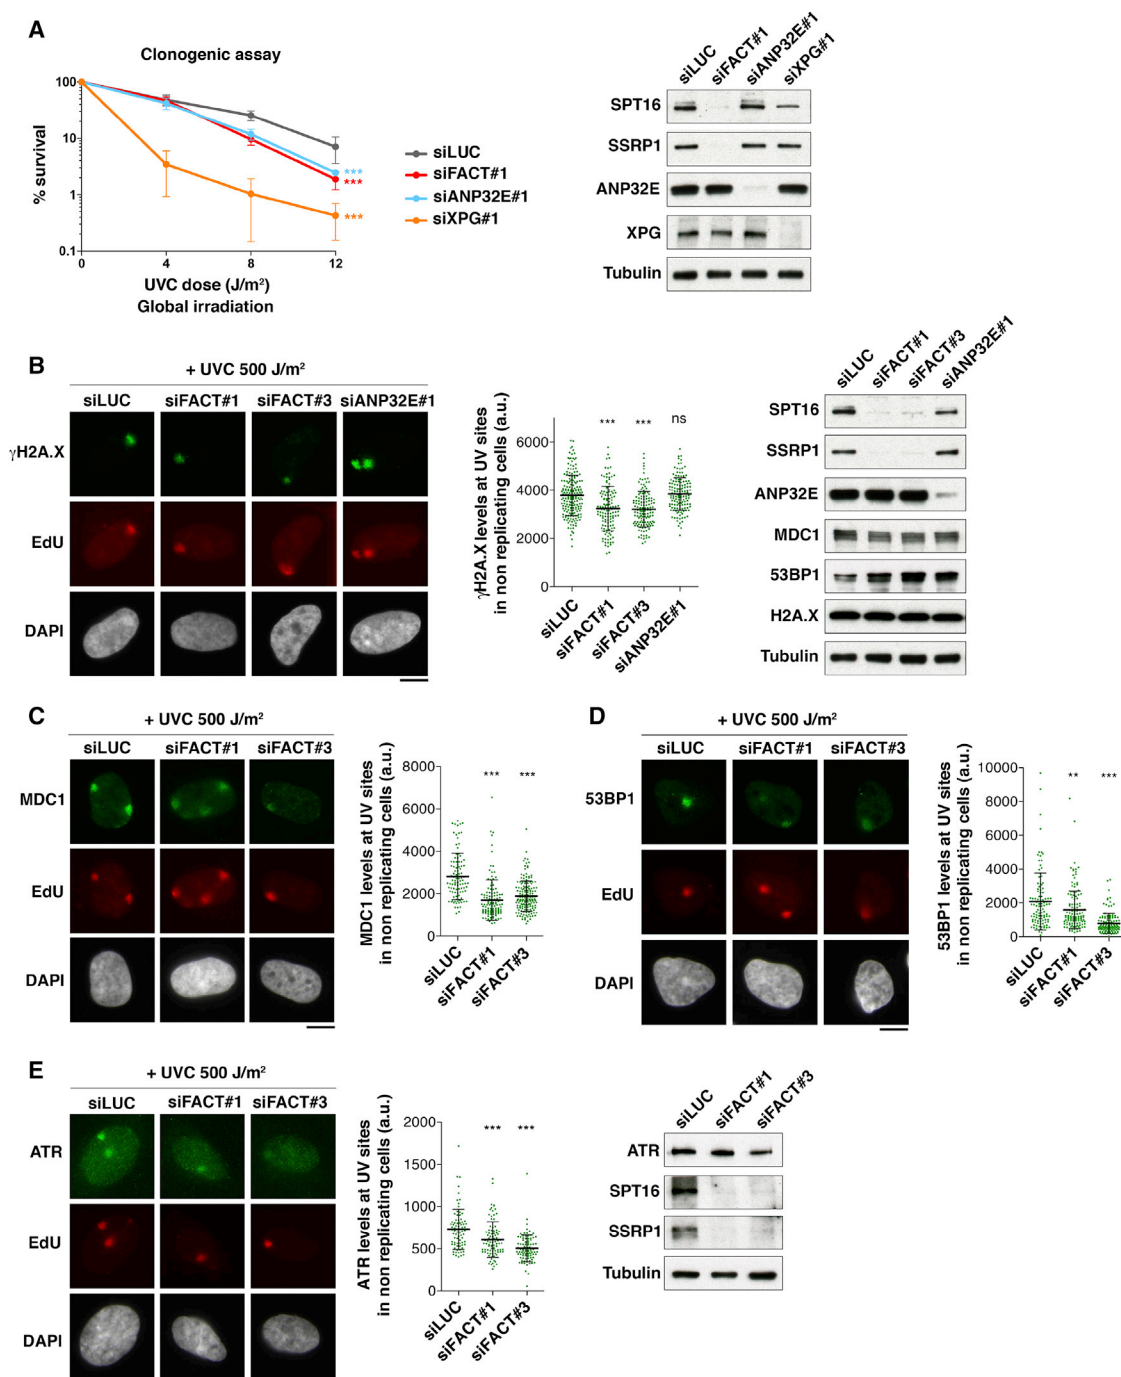 A
Clonogenic assay
100
10
1
0.1
% survival
0
4
8
12
UVC dose (J/m²)
Global irradiation
***
***
***
siLUC
siFACT#1
siANP32E#1
siXPG#1
siLUC
siFACT#1
siANP32E#1
siXPG#1
SPT16
SSRP1
ANP32E
XPG
Tubulin
B
+ UVC 500 J/m²
siLUC
siFACT#1
siFACT#3
siANP32E#1
γH2A.X
EdU
DAPI
γH2A.X levels at UV sites
in non replicating cells (a.u.)
6000
4000
2000
0
***
***
ns
siLUC
siFACT#1
siFACT#3
siANP32E#1
siLUC
siFACT#1
siFACT#3
siANP32E#1
SPT16
SSRP1
ANP32E
MDC1
53BP1
H2A.X
Tubulin
C
+ UVC 500 J/m²
siLUC
siFACT#1
siFACT#3
MDC1
EdU
DAPI
MDC1 levels at UV sites
in non replicating cells (a.u.)
8000
6000
4000
2000
0
***
***
siLUC
siFACT#1
siFACT#3
D
+ UVC 500 J/m²
siLUC
siFACT#1
siFACT#3
53BP1
EdU
DAPI
53BP1 levels at UV sites
in non replicating cells (a.u.)
10000
8000
6000
4000
2000
0
**
***
siLUC
siFACT#1
siFACT#3
E
+ UVC 500 J/m²
siLUC
siFACT#1
siFACT#3
ATR
EdU
DAPI
ATR levels at UV sites
in non replicating cells (a.u.)
2000
1500
1000
500
0
***
***
siLUC
siFACT#1
siFACT#3
siLUC
siFACT#1
siFACT#3
ATR
SPT16
SSRP1
Tubulin